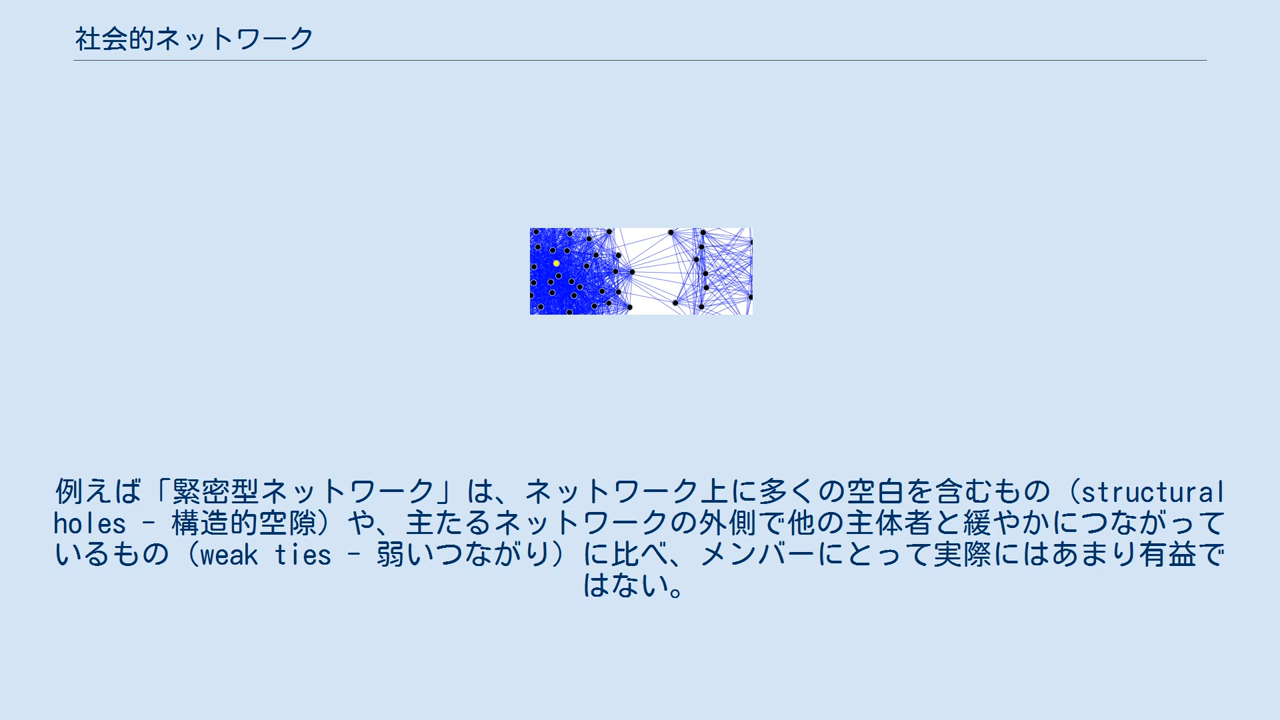 社会的ネットワーク
例えば「緊密型ネットワーク」は、ネットワーク上に多くの空白を含むもの（structural
holes - 構造的空隙）や、主たるネットワークの外側で他の主体者と緩やかにつながって
いるもの（weak ties - 弱いつながり）に比べ、メンバーにとって実際にはあまり有益で
はない。